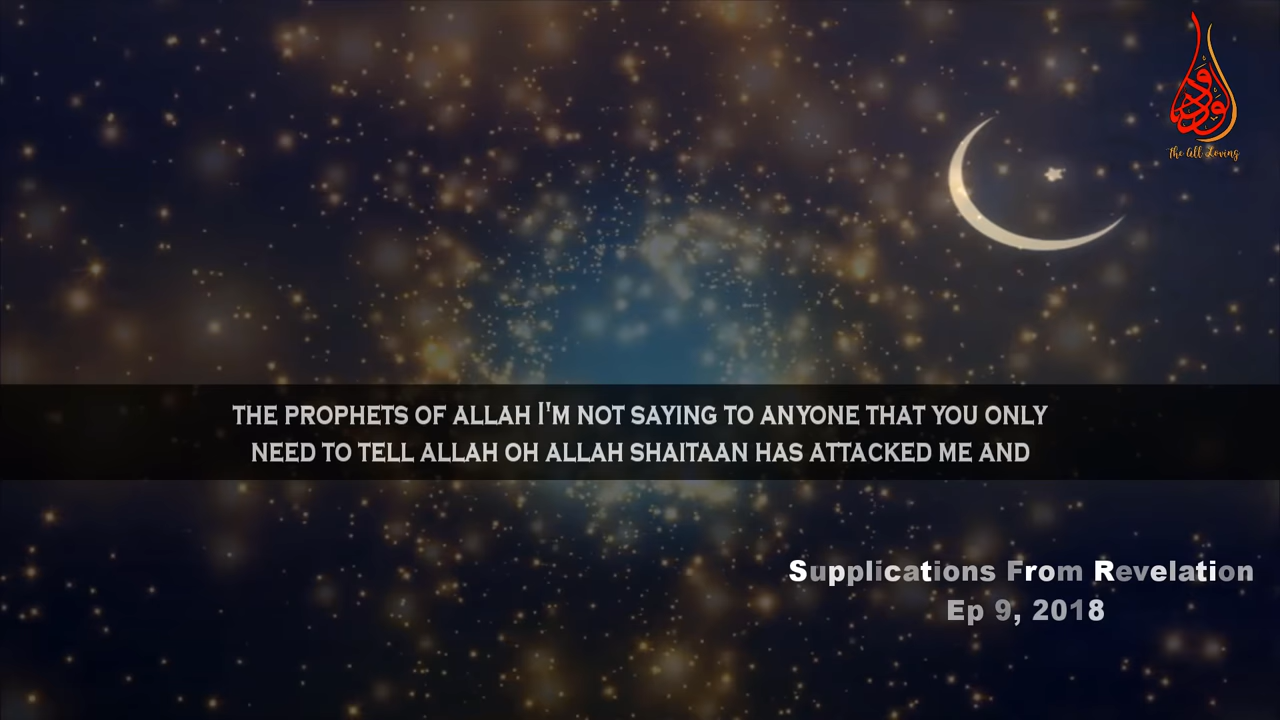 الودود
The All Loving
THE PROPHETS OF ALLAH I'M NOT SAYING TO ANYONE THAT YOU ONLY
NEED TO TELL ALLAH OH ALLAH SHAITAAN HAS ATTACKED ME AND
Supplications From Revelation
Ep 9, 2018